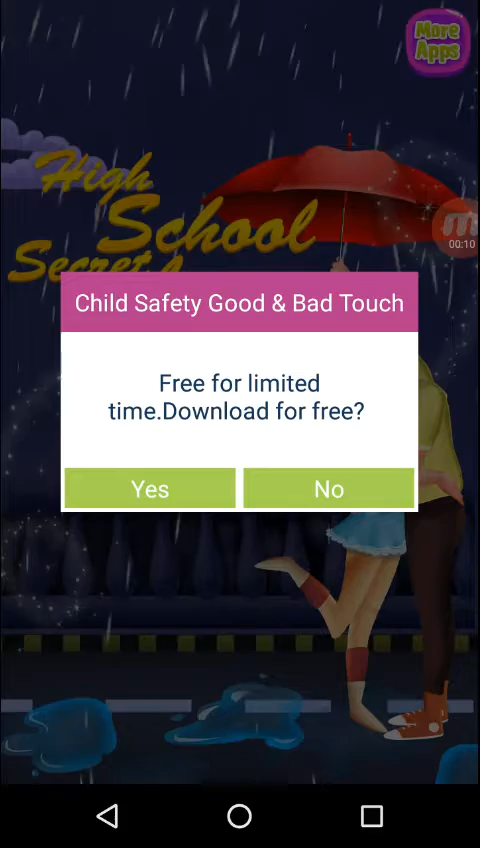 More
Apps
High
School
Secret
00:10
Child Safety Good & Bad Touch
Free for limited
time.Download for free?
Yes
No